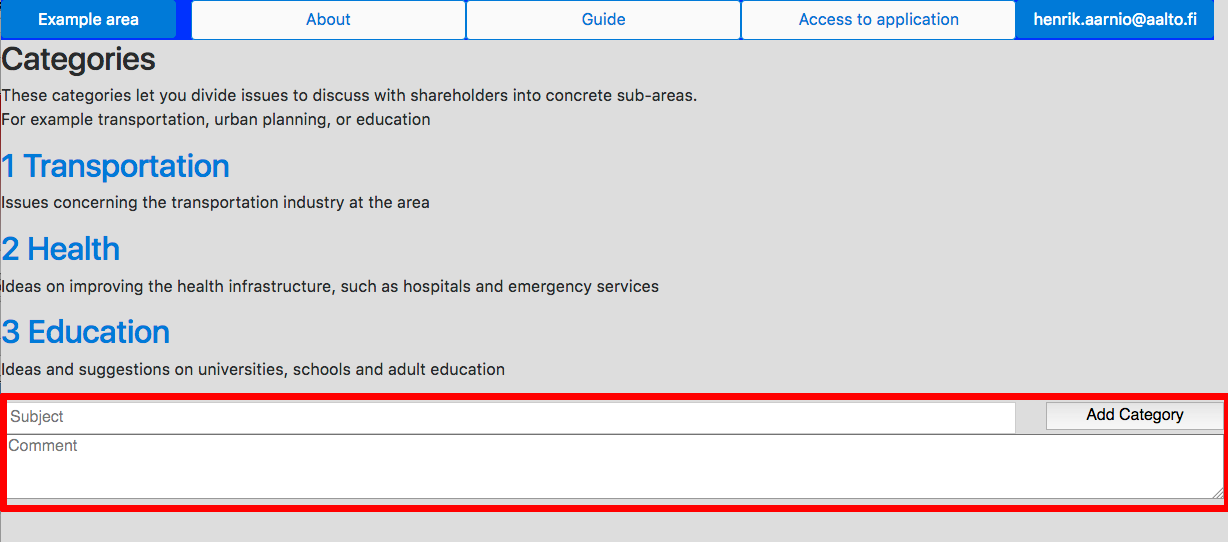 Example area
About
Guide
Access to application
henrik.aarnio@aalto.fi
Categories
These categories let you divide issues to discuss with shareholders into concrete sub-areas.
For example transportation, urban planning, or education
1 Transportation
Issues concerning the transportation industry at the area
2 Health
Ideas on improving the health infrastructure, such as hospitals and emergency services
3 Education
Ideas and suggestions on universities, schools and adult education
Subject
Add Category
Comment